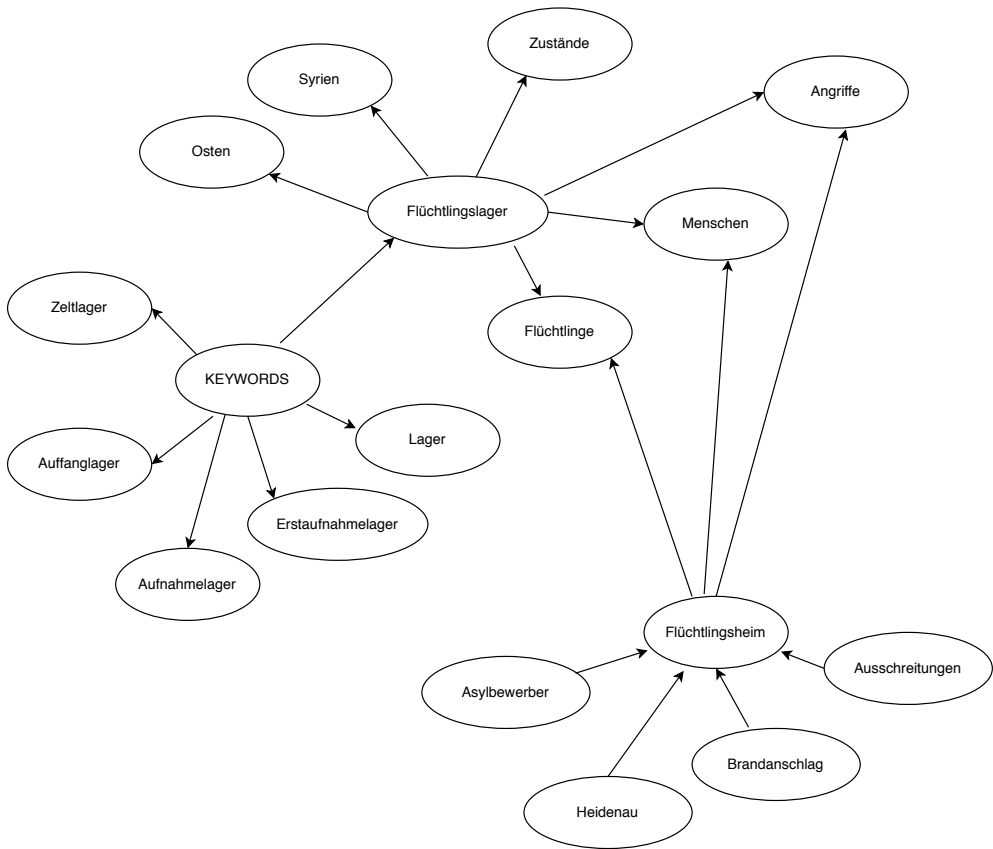 Zustände
Syrien
Angriffe
Osten
Flüchtlingslager
Menschen
Zeltlager
Flüchtlinge
KEYWORDS
Lager
Auffanglager
Erstaufnahmelager
Aufnahmelager
Flüchtlingsheim
Ausschreitungen
Asylbewerber
Brandanschlag
Heidenau